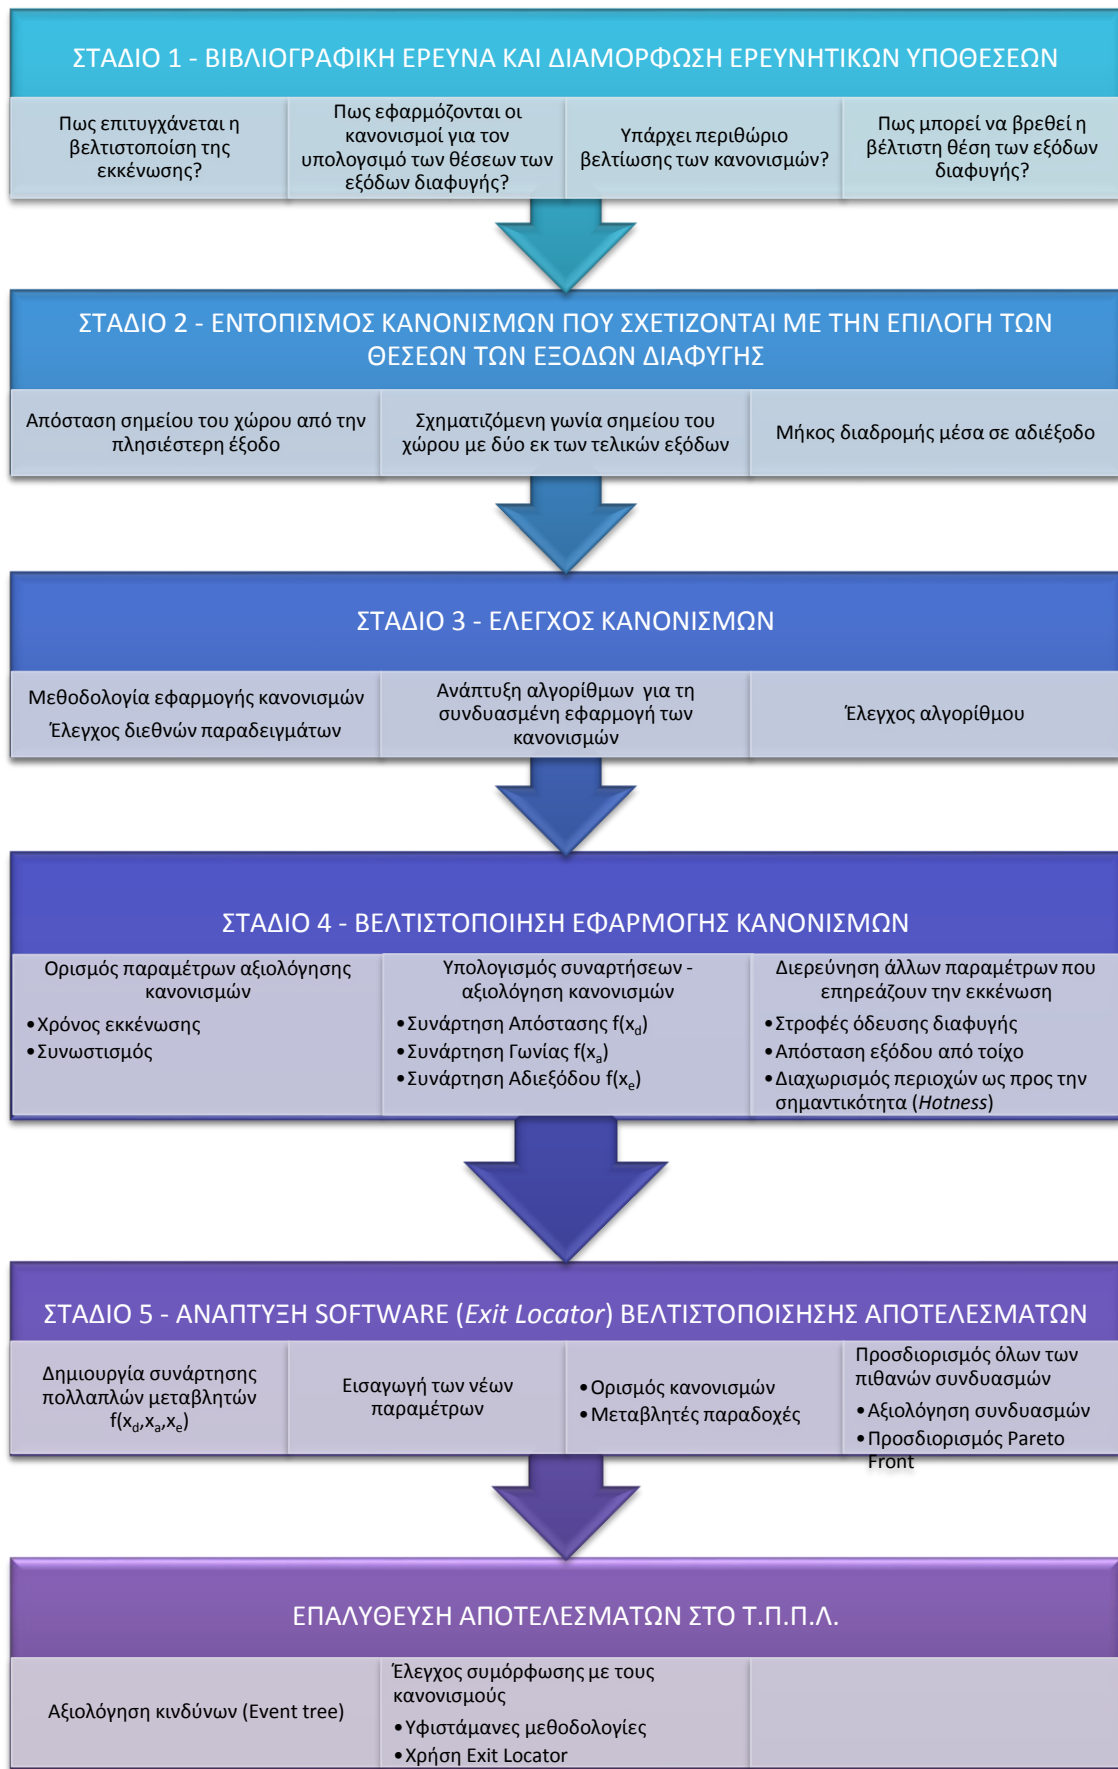 ΣΤΑΔΙΟ 1 - ΒΙΒΛΙΟΓΡΑΦΙΚΗ ΕΡΕΥΝΑ ΚΑΙ ΔΙΑΜΟΡΦΩΣΗ ΕΡΕΥΝΗΤΙΚΩΝ ΥΠΟΘΕΣΕΩΝ
Πως επιτυγχάνεται η
βελτιστοποίση της
εκκένωσης?
Πως εφαρμόζονται οι
κανονισμοί για τον
υπολογσιμό των θέσεων των
εξόδων διαφυγής?
Υπάρχει περιθώριο
βελτίωσης των κανονισμών?
Πως μπορεί να βρεθεί η
βέλτιστη θέση των εξόδων
διαφυγής?
ΣΤΑΔΙΟ 2 - ΕΝΤΟΠΙΣΜΟΣ ΚΑΝΟΝΙΣΜΩΝ ΠΟΥ ΣΧΕΤΙΖΟΝΤΑΙ ΜΕ ΤΗΝ ΕΠΙΛΟΓΗ ΤΩΝ
ΘΕΣΕΩΝ ΤΩΝ ΕΞΟΔΩΝ ΔΙΑΦΥΓΗΣ
Απόσταση σημείου του χώρου από την
πλησιέστερη έξοδο
Σχηματιζόμενη γωνία σημείου του
χώρου με δύο εκ των τελικών εξόδων
Μήκος διαδρομής μέσα σε αδιέξοδο
ΣΤΑΔΙΟ 3 - ΕΛΕΓΧΟΣ ΚΑΝΟΝΙΣΜΩΝ
Μεθοδολογία εφαρμογής κανονισμών
Έλεγχος διεθνών παραδειγμάτων
Ανάπτυξη αλγορίθμων για τη
συνδυασμένη εφαρμογή των
κανονισμών
Έλεγχος αλγορίθμου
ΣΤΑΔΙΟ 4 - ΒΕΛΤΙΣΤΟΠΟΙΗΣΗ ΕΦΑΡΜΟΓΗΣ ΚΑΝΟΝΙΣΜΩΝ
Ορισμός παραμέτρων αξιολόγησης
κανονισμών
•Χρόνος εκκένωσης
•Συνωστισμός
Υπολογισμός συναρτήσεων -
αξιολόγηση κανονισμών
•Συνάρτηση Απόστασης f(x_d)
•Συνάρτηση Γωνίας f(x_a)
•Συνάρτηση Αδιεξόδου f(x_e)
Διερεύνηση άλλων παραμέτρων που
επηρεάζουν την εκκένωση
•Στροφές όδευσης διαφυγής
•Απόσταση εξόδου από τοίχο
•Διαχωρισμός περιοχών ως προς την
σημαντικότητα (Hotness)
ΣΤΑΔΙΟ 5 - ΑΝΑΠΤΥΞΗ SOFTWARE (Exit Locator) ΒΕΛΤΙΣΤΟΠΟΙΣΗΣΗΣ ΑΠΟΤΕΛΕΣΜΑΤΩΝ
Δημιουργία συνάρτησης
πολλαπλών μεταβλητών
f(x_d,x_a,x_e)
Εισαγωγή των νέων
παραμέτρων
•Ορισμός κανονισμών
•Μεταβλητές παραδοχές
Προσδιορισμός όλων των
πιθανών συνδυασμών
•Αξιολόγηση συνδυασμών
•Προσδιορισμός Pareto
Front
ΕΠΑΛΥΘΕΥΣΗ ΑΠΟΤΕΛΕΣΜΑΤΩΝ ΣΤΟ Τ.Π.Π.Λ.
Αξιολόγηση κινδύνων (Event tree)
Έλεγχος συμόρφωσης με τους
κανονισμούς
•Υφιστάμανες μεθοδολογίες
•Χρήση Exit Locator